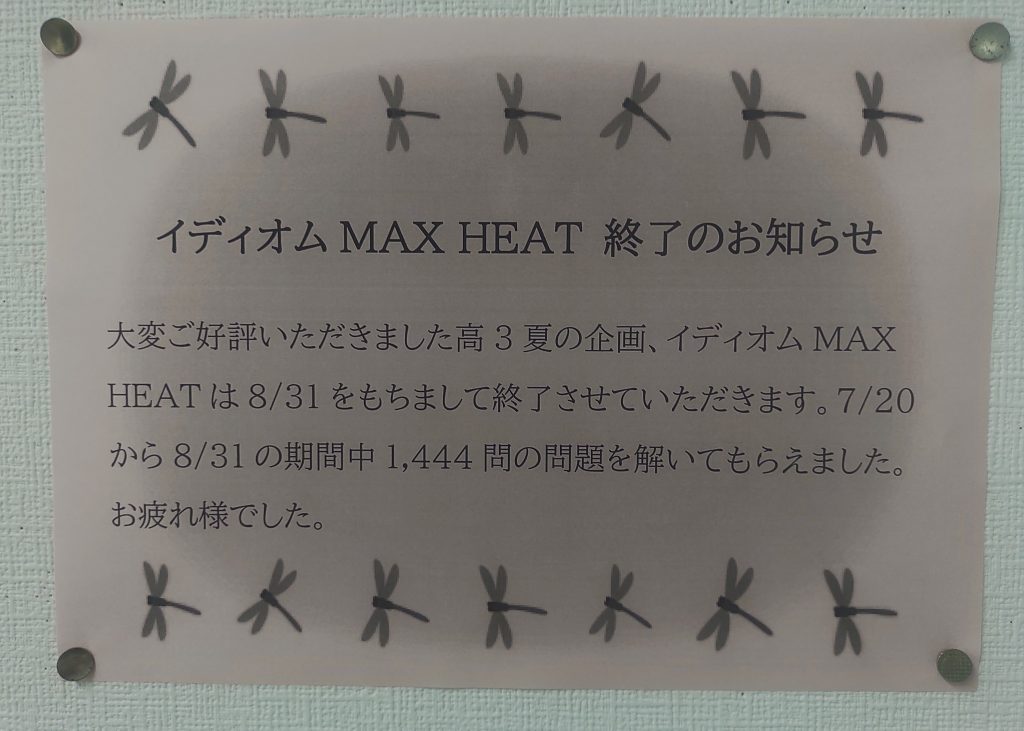 イディオム MAX HEAT 終了のお知らせ
大変ご好評いただきました高 3 夏の企画、イディオム MAX
HEAT は 8/31 をもちまして終了させていただきます。7/20
から 8/31 の期間中 1,444 問の問題を解いてもらえました。
お疲れ様でした。